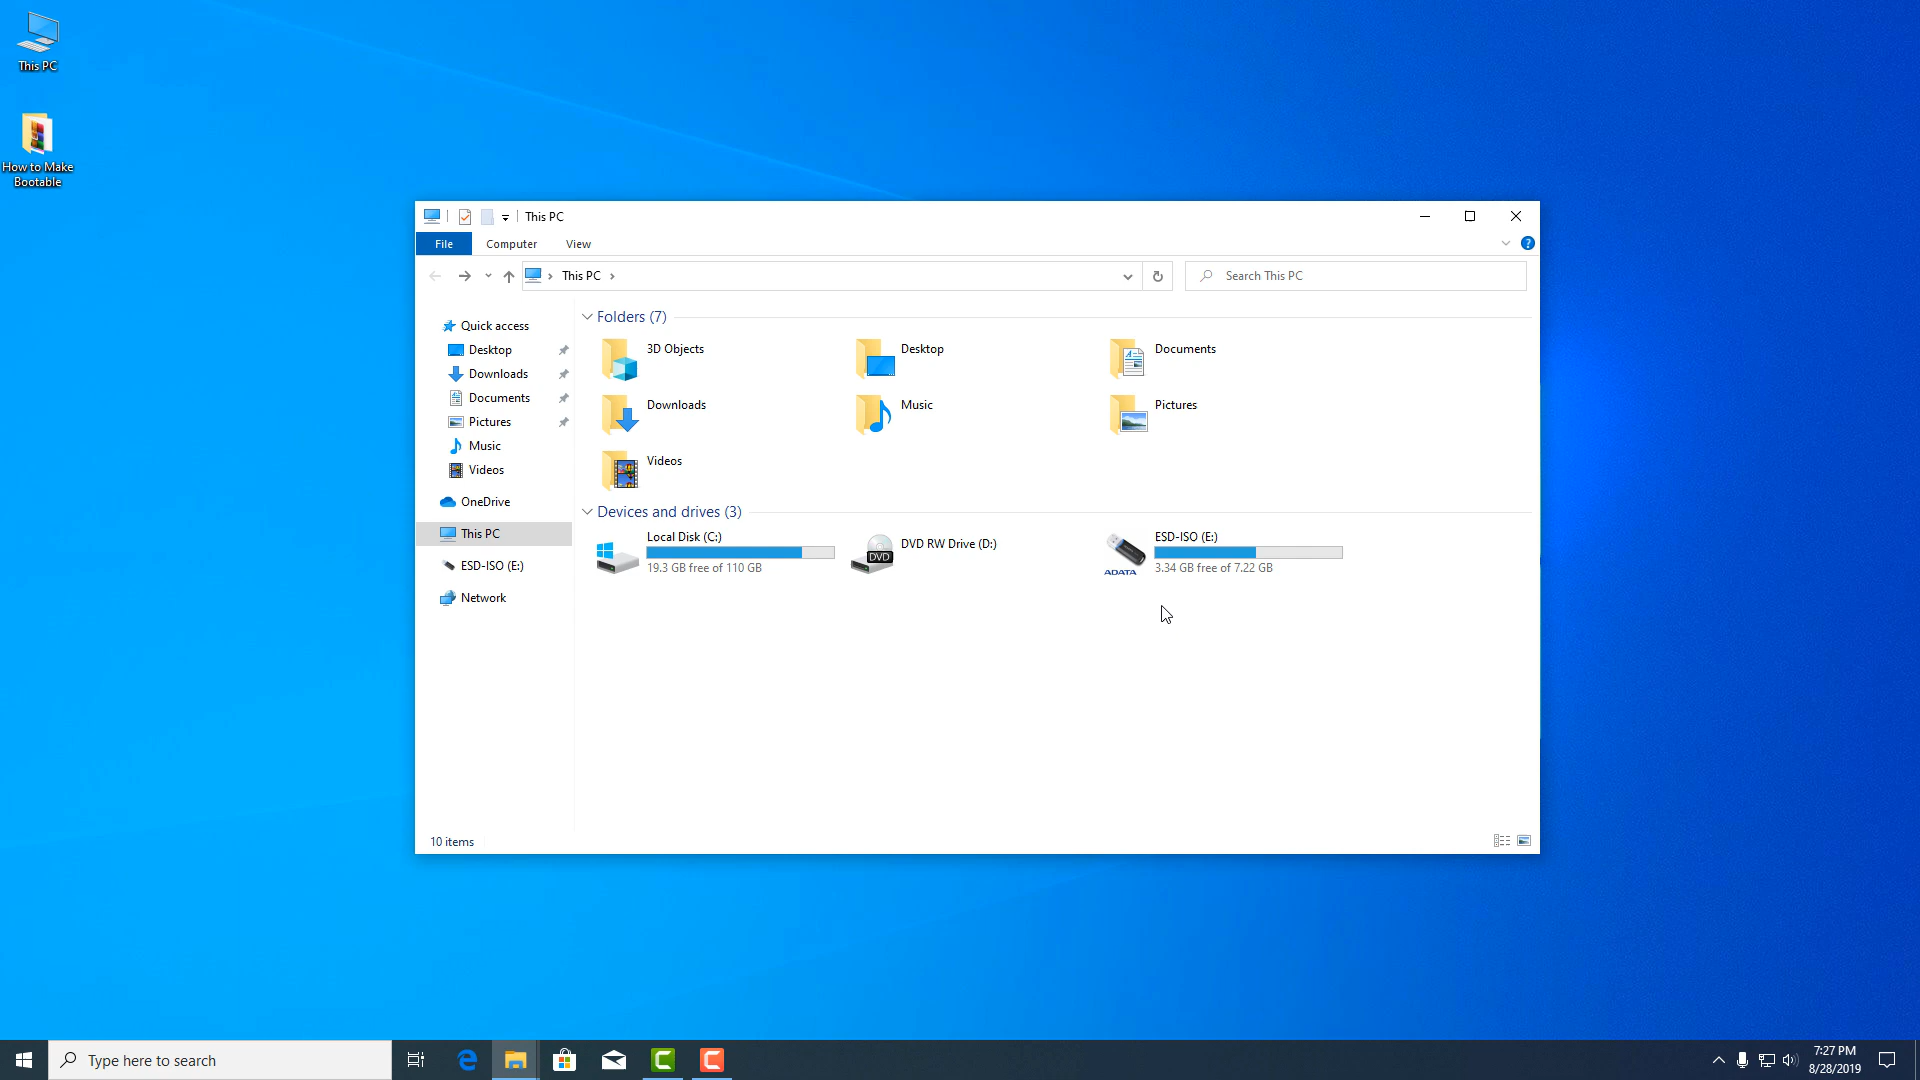 This PC
How to Make
Bootable
This PC
File
Computer
View
?
This PC
Search This PC
Quick access
Desktop
Downloads
Documents
Pictures
Music
Videos
OneDrive
This PC
ESD-ISO (E:)
Network
Folders (7)
3D Objects
Desktop
Documents
Downloads
Music
Pictures
Videos
Devices and drives (3)
Local Disk (C:)
19.3 GB free of 110 GB
DVD
DVD RW Drive (D:)
ADATA
ESD-ISO (E:)
3.34 GB free of 7.22 GB
10 items
Type here to search
7:27 PM
8/28/2019